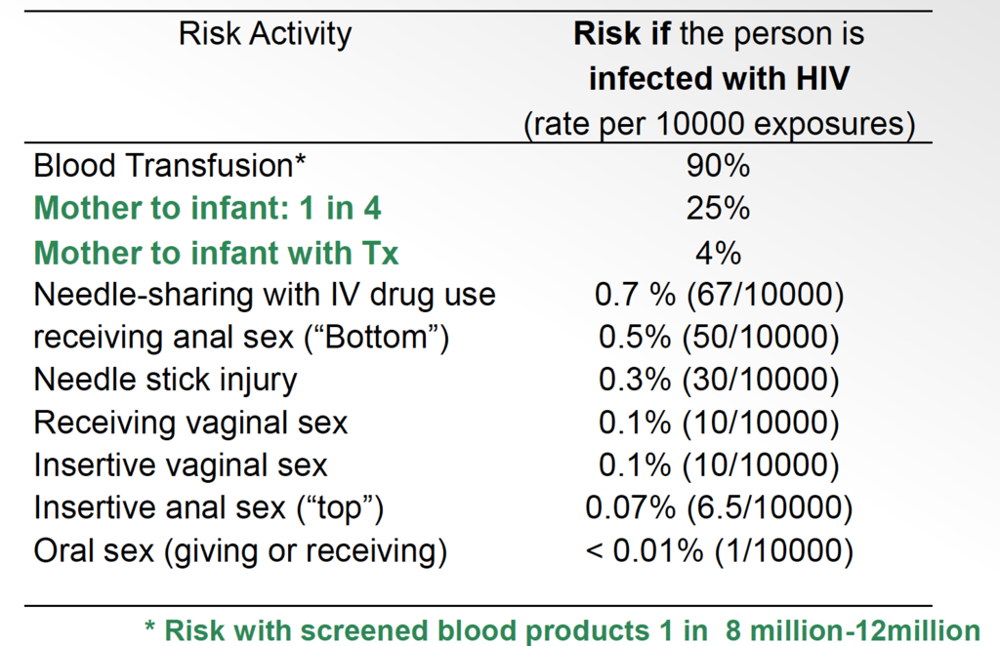 Risk Activity Risk if the person is
infected with HIV
(rate per 10000 exposures)
Blood Transfusion* 90%
Mother to infant: 1 in 4 25%
Mother to infant with Tx 4%
Needle-sharing with IV drug use 0.7 % (67/10000)
receiving anal sex (“Bottom”) 0.5% (50/10000)
Needle stick injury 0.3% (30/10000)
Receiving vaginal sex 0.1% (10/10000)
Insertive vaginal sex 0.1% (10/10000)
Insertive anal sex (“top”) 0.07% (6.5/10000)
Oral sex (giving or receiving) < 0.01% (1/10000)
* Risk with screened blood products 1 in 8 million-12million